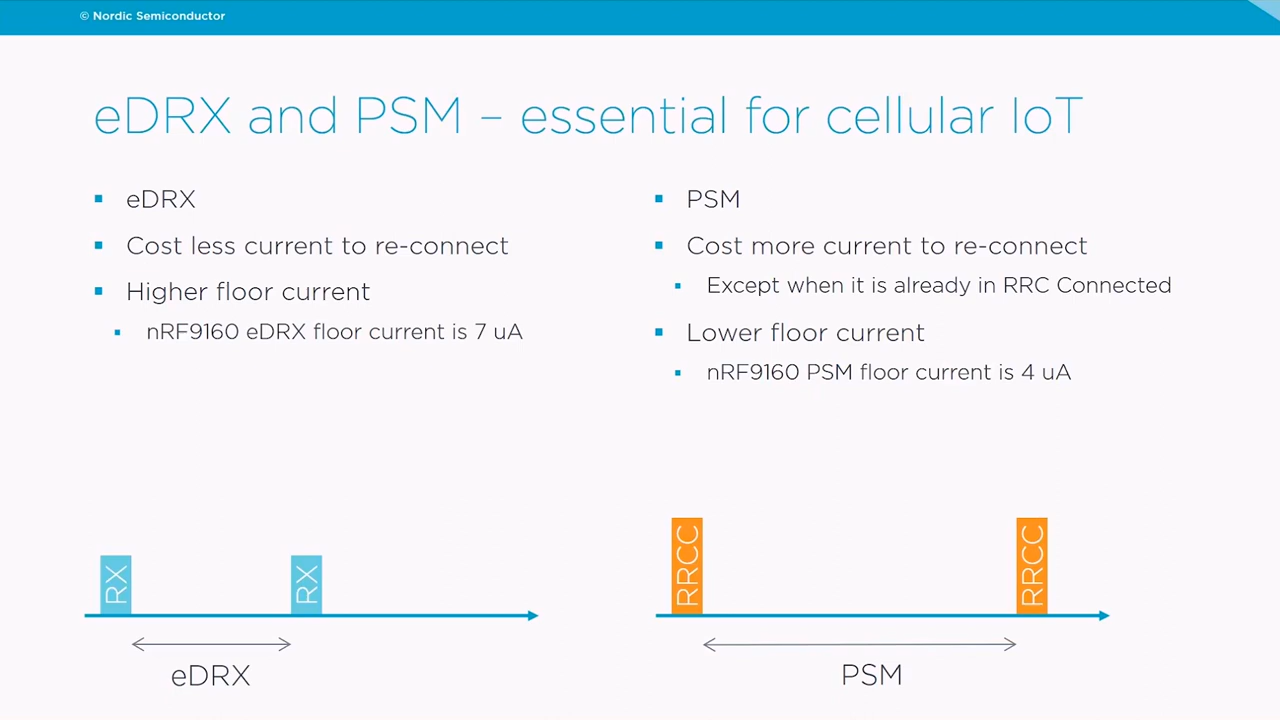 © Nordic Semiconductor
eDRX and PSM – essential for cellular IoT
eDRX
Cost less current to re-connect
Higher floor current
nRF9160 eDRX floor current is 7 uA
PSM
Cost more current to re-connect
Except when it is already in RRC Connected
Lower floor current
nRF9160 PSM floor current is 4 uA
RX
RX
eDRX
RRCC
RRCC
PSM